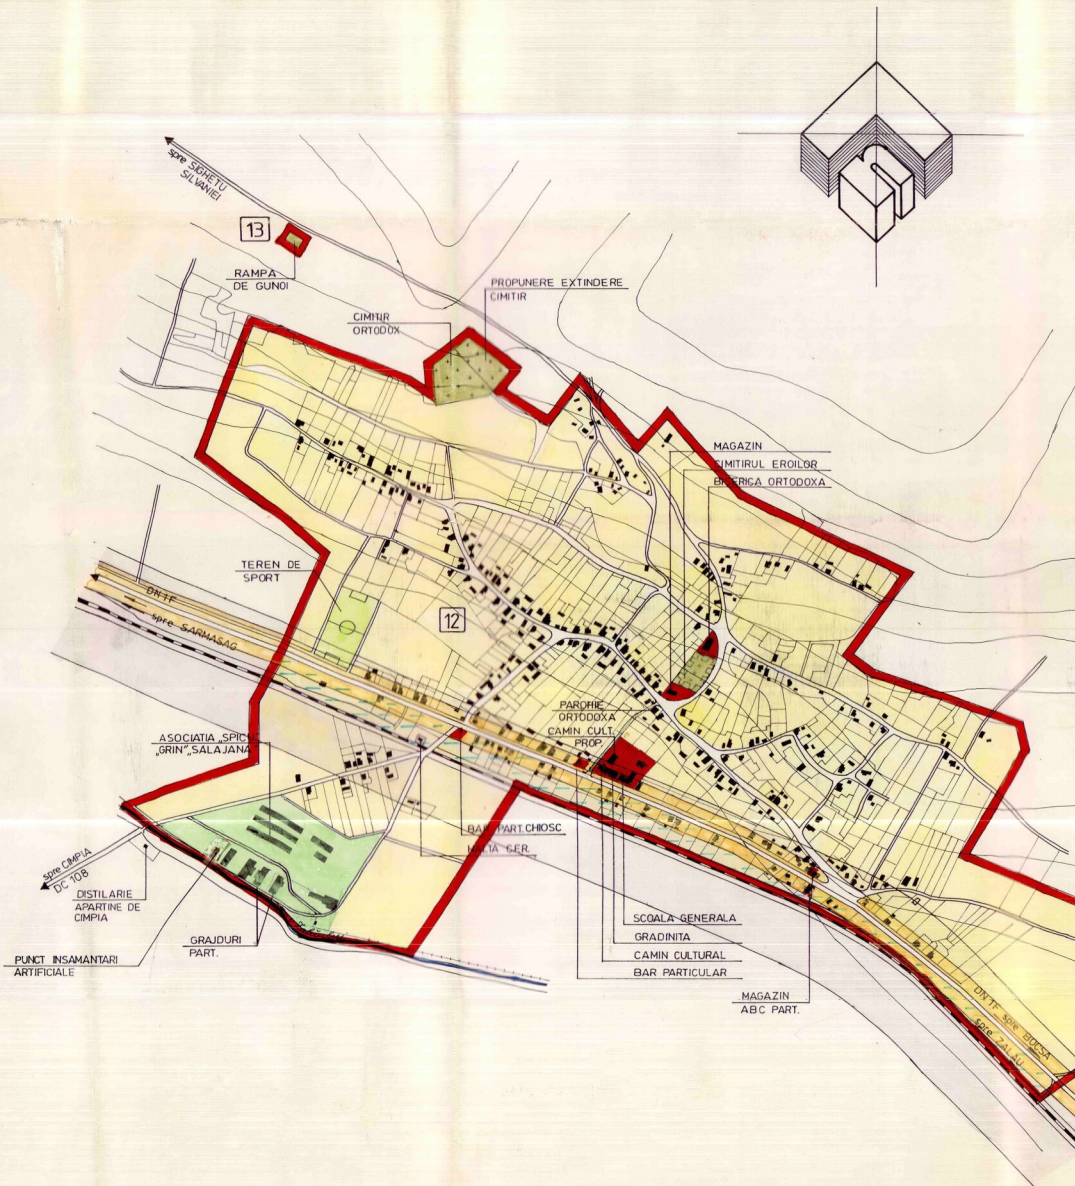 spre SIGHETU
SILVANIEI
13
RAMPA
DE GUNOI
PROPUNERE EXTINDERE
CIMITIR
CIMITIR
ORTODOX
MAGAZIN
CIMITIRUL EROILOR
BISERICA ORTODOXA
TEREN DE
SPORT
DN 1F
spre SARMASAG
12
PAROHIE
ORTODOXA
CAMIN CULT.
PROP.
ASOCIATIA „SPICU”
„GRIN”„SALAJANA”
BAR PART. CHIOSC
HALTA
spre CIMPIA
DC 108
DISTILARIE
APARTINE DE
CIMPIA
SCOALA GENERALA
GRADINITA
CAMIN CULTURAL
BAR PARTICULAR
GRAJDURI
PART.
PUNCT INSAMANTARI
ARTIFICIALE
MAGAZIN
ABC PART.
DN 1F spre BOCSA
spre ZALAU